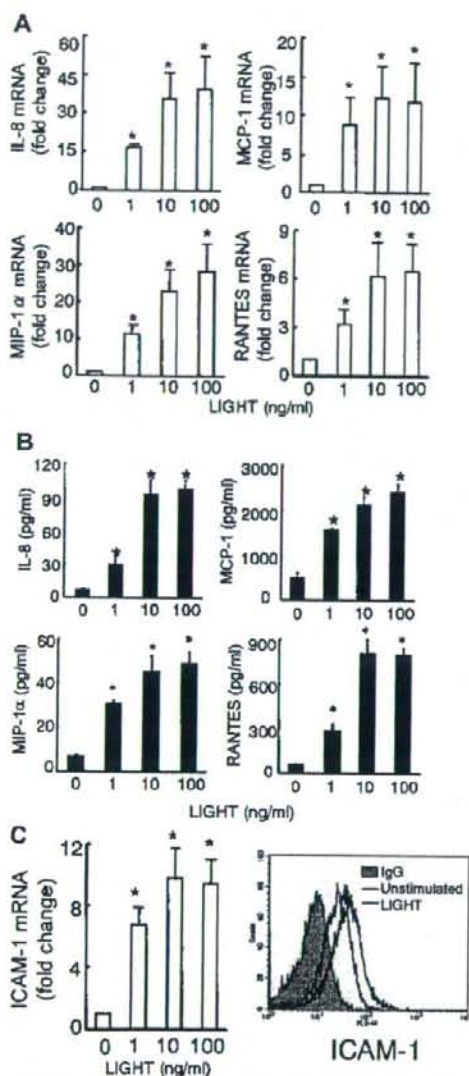 A
IL-8 mRNA
(fold change)
60
45
30
15
0
0 1 10 100
MCP-1 mRNA
(fold change)
20
15
10
5
0
0 1 10 100
MIP-1 α mRNA
(fold change)
40
30
20
10
0
0 1 10 100
RANTES mRNA
(fold change)
9
6
3
0
0 1 10 100
LIGHT (ng/ml)
B
IL-8 (pg/ml)
120
90
60
30
0
0 1 10 100
MCP-1 (pg/ml)
3000
2000
1000
0
0 1 10 100
MIP-1α (pg/ml)
60
40
20
0
0 1 10 100
RANTES (pg/ml)
900
600
300
0
0 1 10 100
LIGHT (ng/ml)
C
ICAM-1 mRNA
(fold change)
12
8
4
0
0 1 10 100
LIGHT (ng/ml)
IgG
Unstimulated
LIGHT
Counts
ICAM-1